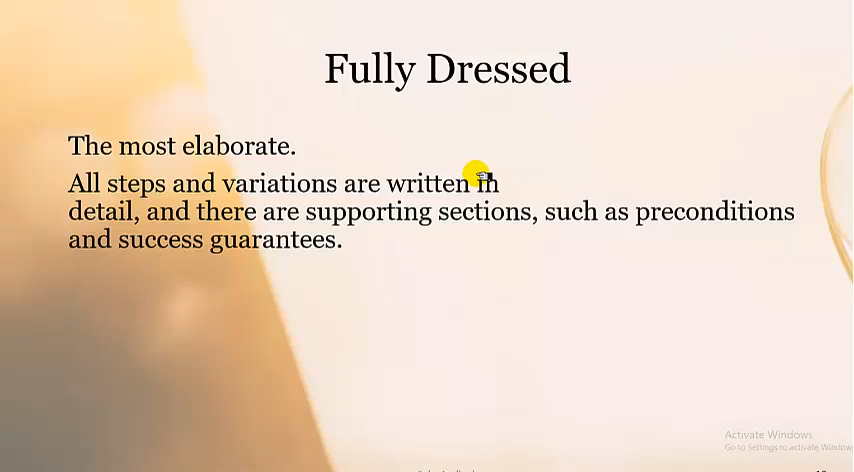 Fully Dressed
The most elaborate.
All steps and variations are written in
detail, and there are supporting sections, such as preconditions
and success guarantees.
Activate Windows
Go to Settings to activate Window